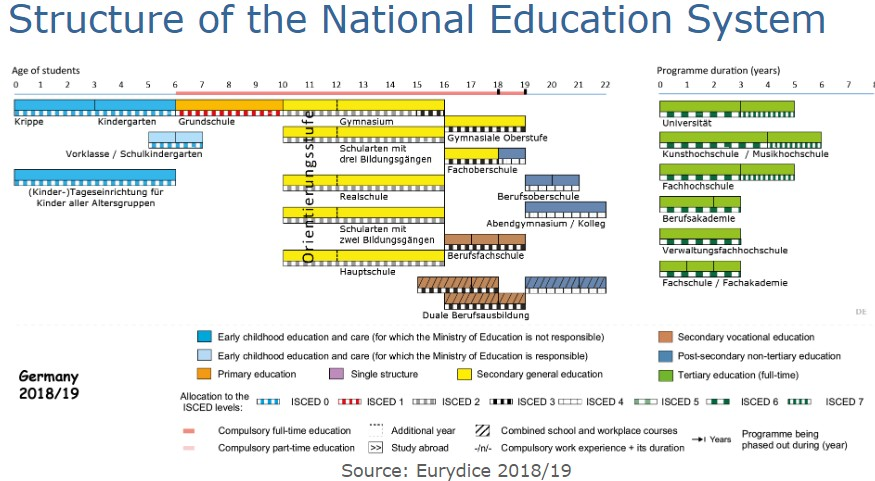 Structure of the National Education System
Age of students
Programme duration (years)
0 1 2 3 4 5 6 7 8 9 10 11 12 13 14 15 16 17 18 19 20 21 22
0 1 2 3 4 5 6 7 8
Krippe
Kindergarten
Grundschule
Gymnasium
Universität
Gymnasiale Oberstufe
Vorklasse / Schulkindergarten
Schularten mit
drei Bildungsgängen
Kunsthochschule / Musikhochschule
Fachoberschule
Orientierungsstufe
(Kinder-)Tageseinrichtung für
Kinder aller Altersgruppen
Realschule
Berufsoberschule
Fachhochschule
Schularten mit
zwei Bildungsgängen
Abendgymnasium / Kolleg
Berufsakademie
Berufsfachschule
Verwaltungsfachhochschule
Hauptschule
Fachschule / Fachakademie
Duale Berufsausbildung
DE
Early childhood education and care (for which the Ministry of Education is not responsible)
Secondary vocational education
Early childhood education and care (for which the Ministry of Education is responsible)
Post-secondary non-tertiary education
Primary education
Single structure
Secondary general education
Tertiary education (full-time)
Germany
2018/19
Allocation to the
ISCED levels:
ISCED 0
ISCED 1
ISCED 2
ISCED 3
ISCED 4
ISCED 5
ISCED 6
ISCED 7
Compulsory full-time education
Additional year
Combined school and workplace courses
Years
Programme being
phased out during (year)
Compulsory part-time education
>> Study abroad
-/n/- Compulsory work experience + its duration
Source: Eurydice 2018/19